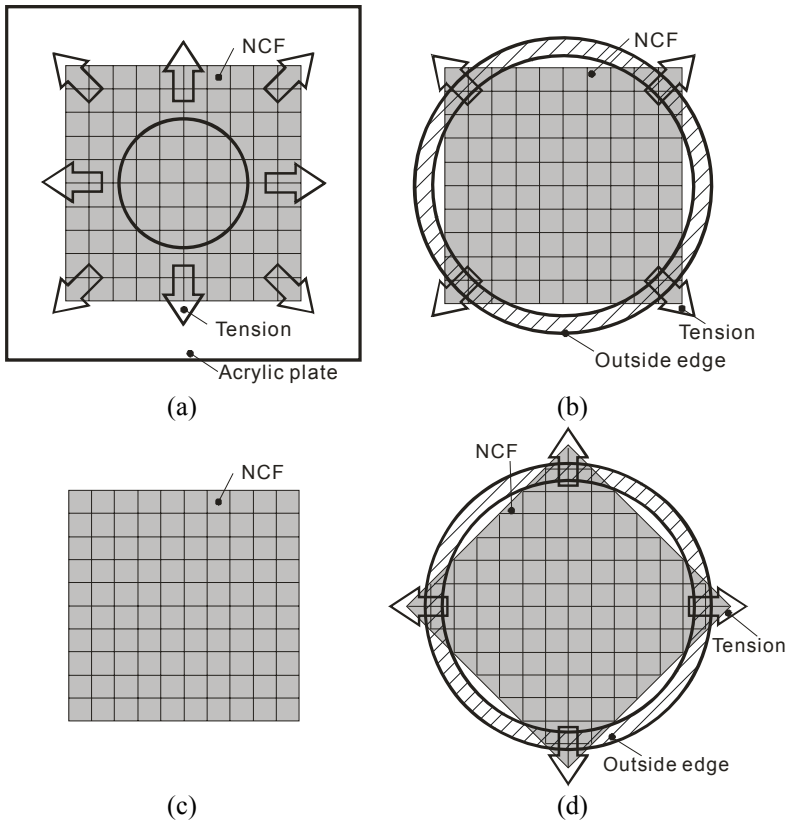 NCF
Tension
Acrylic plate
(a)
NCF
Tension
Outside edge
(b)
NCF
(c)
NCF
Tension
Outside edge
(d)